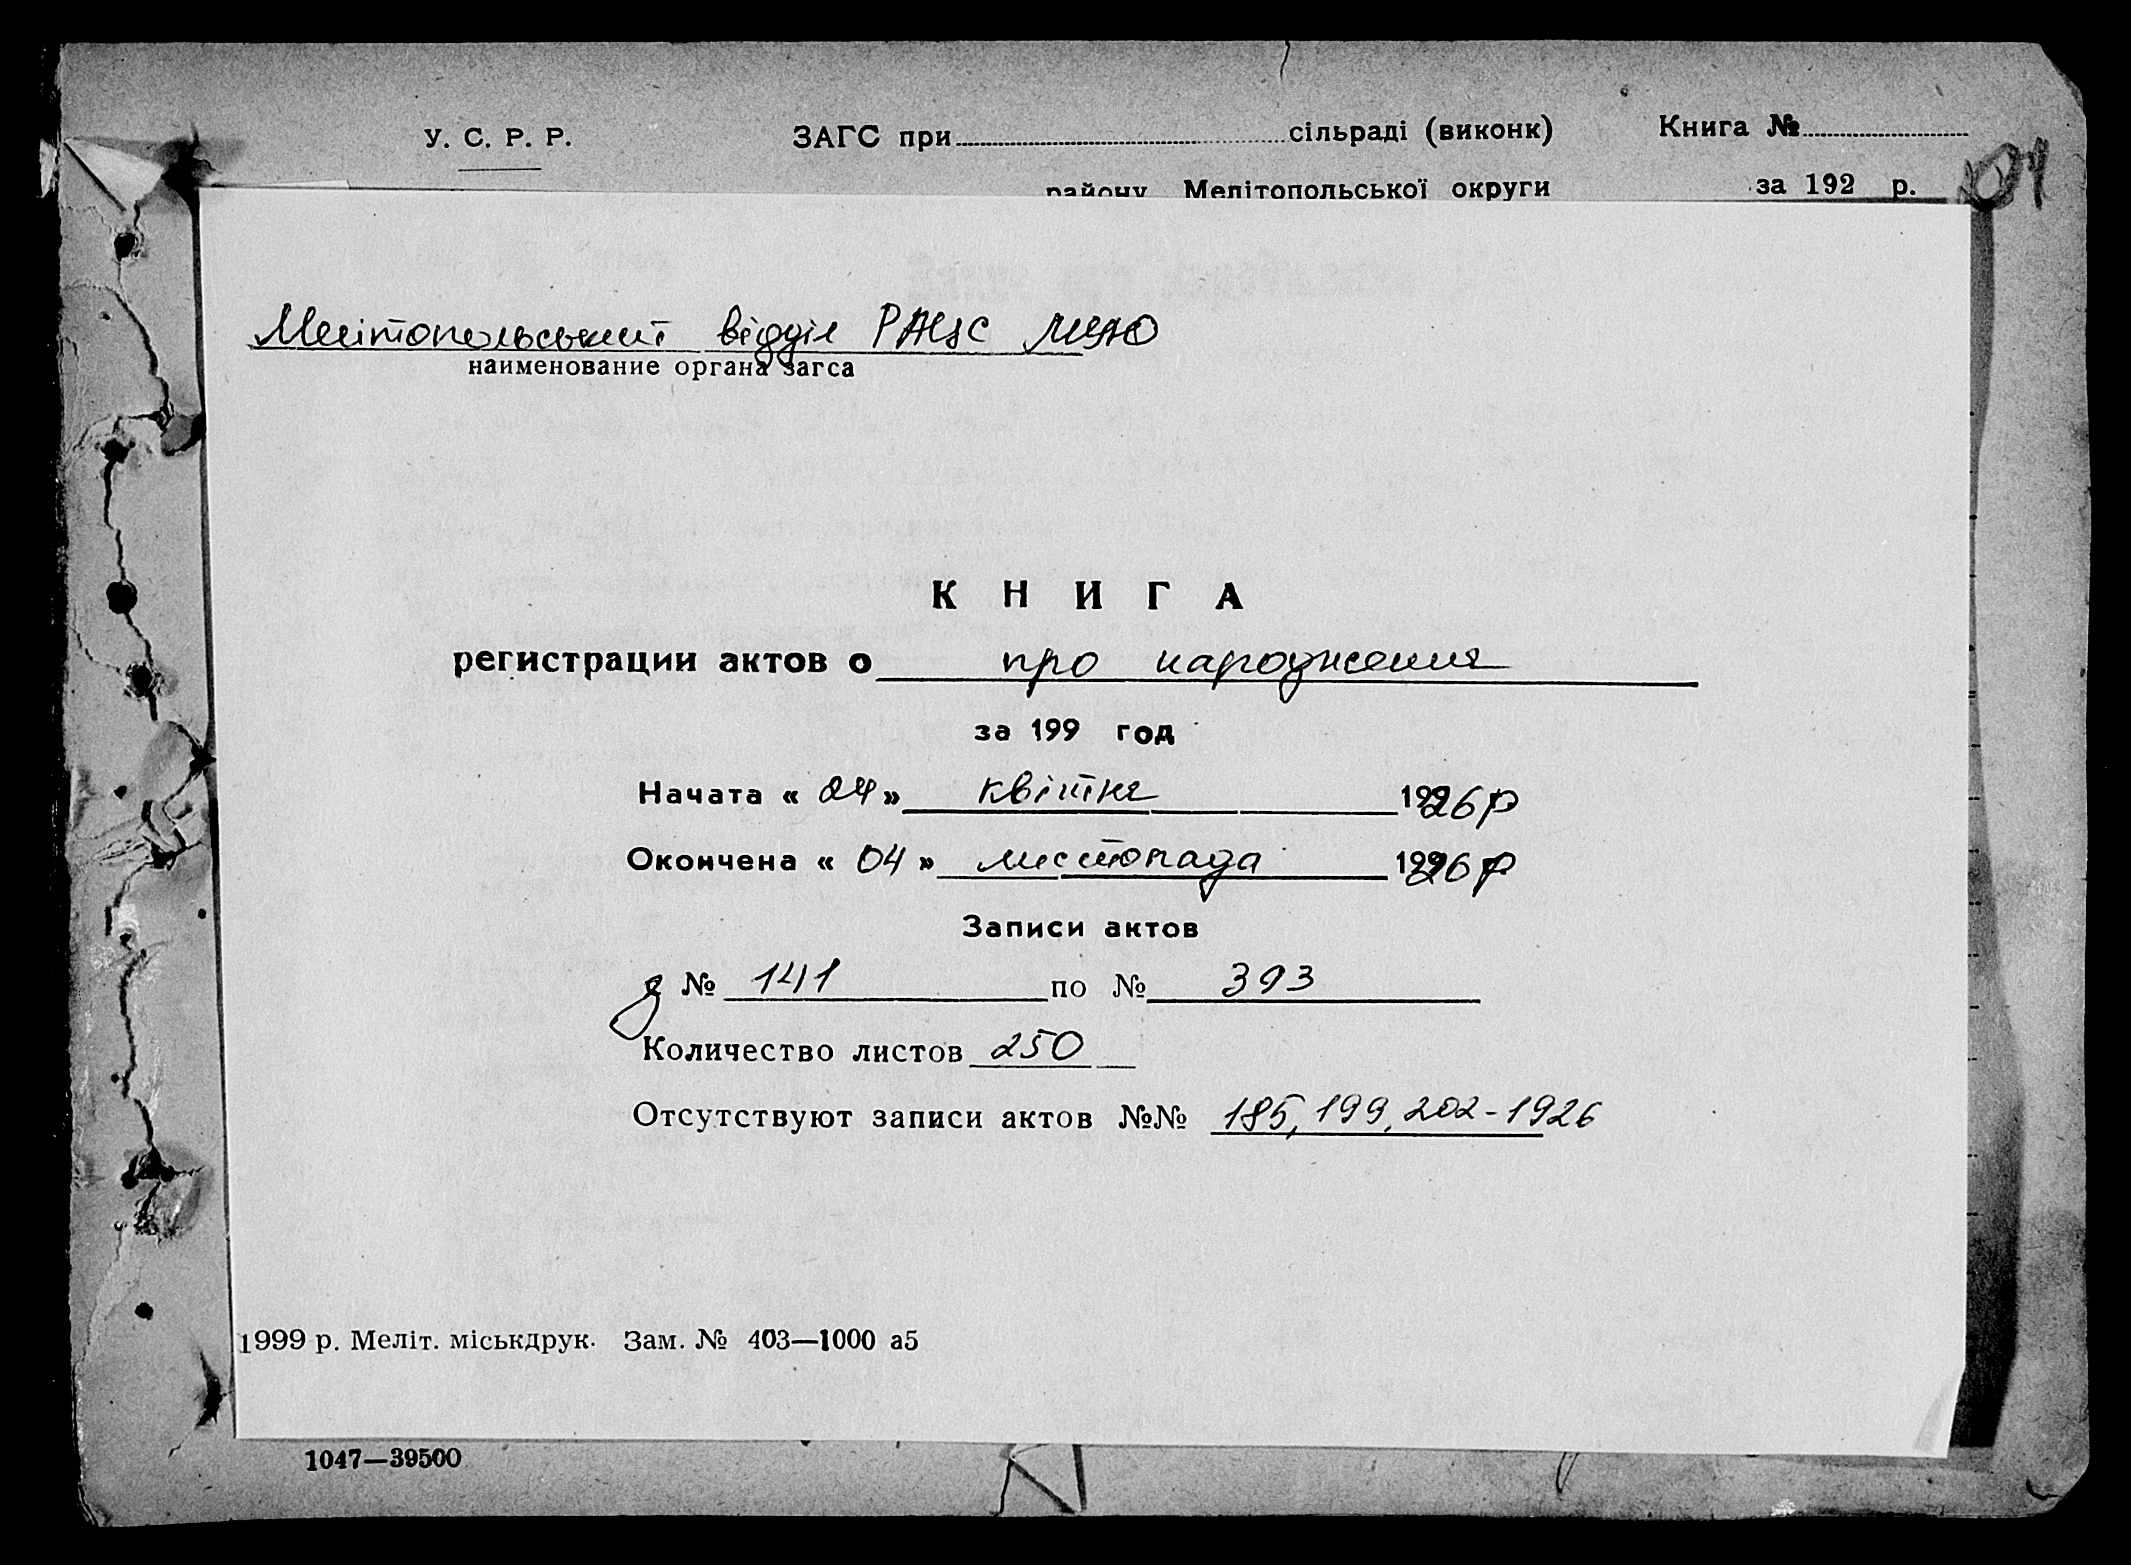 У. С. Р. Р. ЗАГС при сільраді (виконк) Книга №
району Мелітопольської округи за 192 р.
Мелітопольський відділ РАЦС
наименование органа загса
КНИГА
регистрации актов о про народження
за 199 год
Начата « 04 » квітня 1926 р
Окончена « 04 » листопада 1926 р
Записи актов
з № 141 по № 393
Количество листов 250
Отсутствуют записи актов №№ 185, 199, 202 - 1926
1999 р. Меліт. міськдрук. Зам. № 403—1000 а5
1047—39500